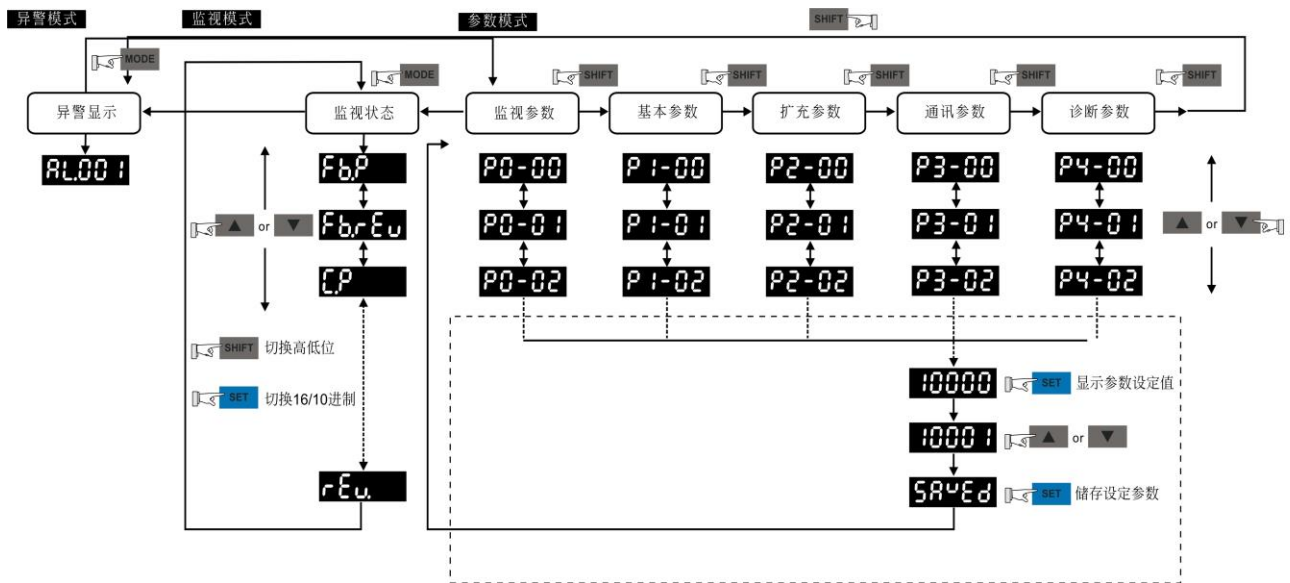 异警模式 监视模式 参数模式 SHIFT
MODE MODE SHIFT SHIFT SHIFT SHIFT SHIFT
异警显示 监视状态 监视参数 基本参数 扩充参数 通讯参数 诊断参数
AL.001 Fb.P P0-00 P1-00 P2-00 P3-00 P4-00
▲ or ▼ Fb.rEu P0-01 P1-01 P2-01 P3-01 P4-01 ▲ or ▼
C.P P0-02 P1-02 P2-02 P3-02 P4-02
SHIFT 切换高低位
10000 SET 显示参数设定值
SET 切换16/10进制
10001 ▲ or ▼
rEu. SAvEd SET 储存设定参数